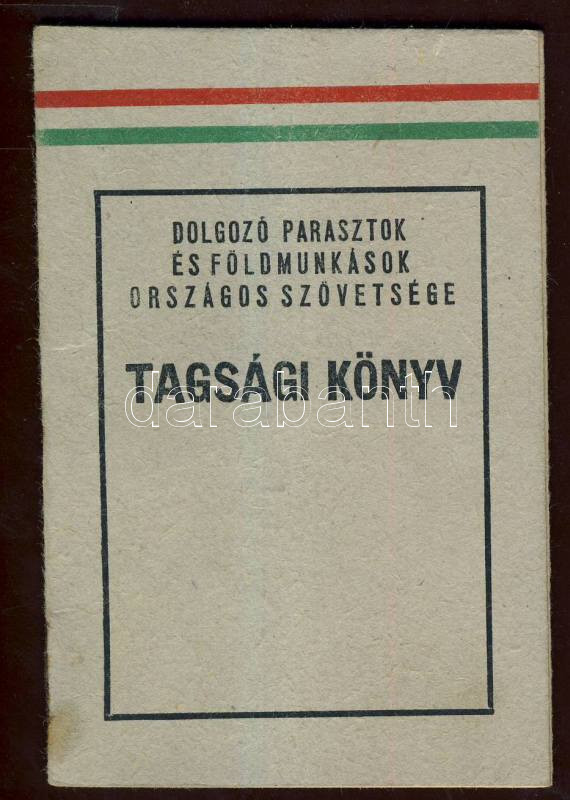 DOLGOZÓ PARASZTOK
ÉS FÖLDMUNKÁSOK
ORSZÁGOS SZÖVETSÉGE
TAGSÁGI KÖNYV
darabanth